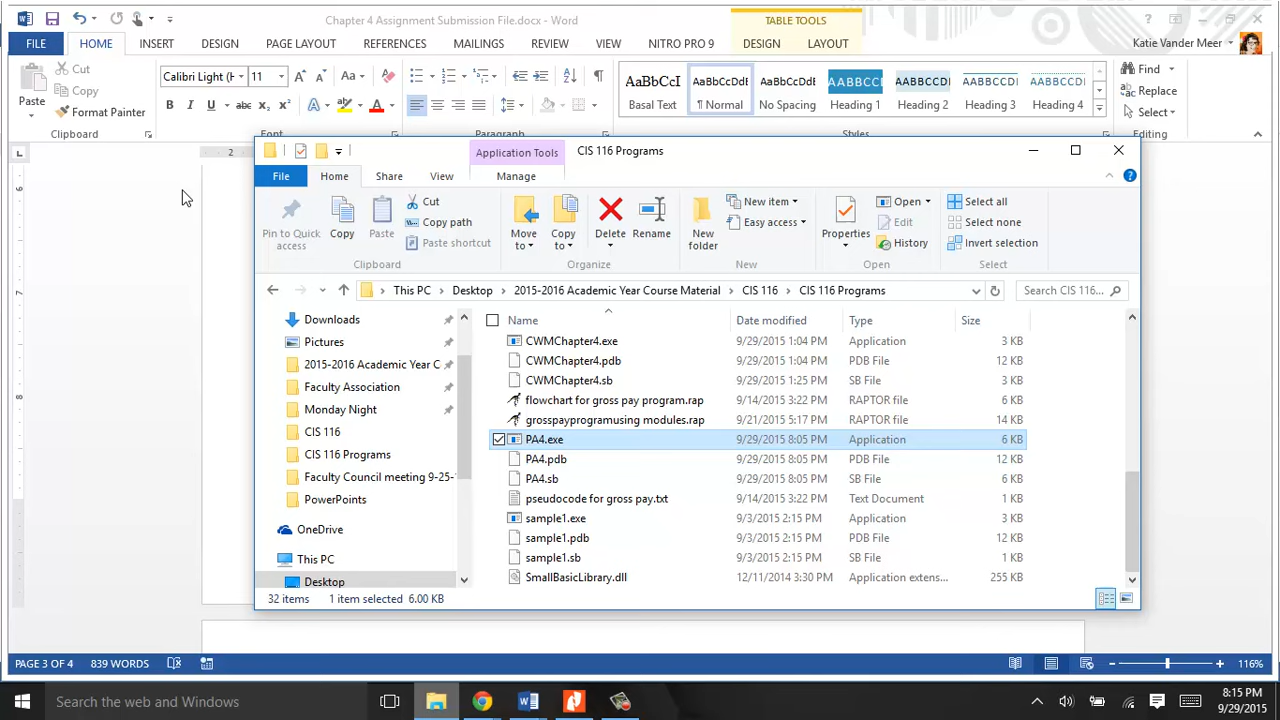 Chapter 4 Assignment Submission File.docx - Word
TABLE TOOLS
FILE HOME INSERT DESIGN PAGE LAYOUT REFERENCES MAILINGS REVIEW VIEW NITRO PRO 9 DESIGN LAYOUT Katie Vander Meer
Cut
Copy
Format Painter
Paste
Clipboard
Calibri Light (H 11
Font
Paragraph
AaBbCcI AaBbCcDdE AaBbCcDdE AABBCCI AABBCCDI AABBCCDI AABBCCDI
Basal Text ¶ Normal No Spacing Heading 1 Heading 2 Heading 3 Heading 4
Styles
Find
Replace
Select
Editing
2
6
7
8
Application Tools CIS 116 Programs
File Home Share View Manage
Pin to Quick access
Copy
Paste
Cut
Copy path
Paste shortcut
Clipboard
Move to
Copy to
Delete
Rename
Organize
New folder
New item
Easy access
New
Properties
Open
Edit
History
Open
Select all
Select none
Invert selection
Select
This PC Desktop 2015-2016 Academic Year Course Material CIS 116 CIS 116 Programs
Search CIS 116...
Downloads
Pictures
2015-2016 Academic Year C
Faculty Association
Monday Night
CIS 116
CIS 116 Programs
Faculty Council meeting 9-25-
PowerPoints
OneDrive
This PC
Desktop
Name Date modified Type Size
CWMChapter4.exe 9/29/2015 1:04 PM Application 3 KB
CWMChapter4.pdb 9/29/2015 1:04 PM PDB File 12 KB
CWMChapter4.sb 9/29/2015 1:25 PM SB File 3 KB
flowchart for gross pay program.rap 9/14/2015 3:22 PM RAPTOR file 6 KB
grosspayprogramusing modules.rap 9/21/2015 5:17 PM RAPTOR file 14 KB
PA4.exe 9/29/2015 8:05 PM Application 6 KB
PA4.pdb 9/29/2015 8:05 PM PDB File 12 KB
PA4.sb 9/29/2015 8:05 PM SB File 6 KB
pseudocode for gross pay.txt 9/14/2015 3:22 PM Text Document 1 KB
sample1.exe 9/3/2015 2:15 PM Application 3 KB
sample1.pdb 9/3/2015 2:15 PM PDB File 12 KB
sample1.sb 9/3/2015 2:15 PM SB File 1 KB
SmallBasicLibrary.dll 12/11/2014 3:30 PM Application extens... 255 KB
32 items 1 item selected 6.00 KB
PAGE 3 OF 4 839 WORDS 116%
Search the web and Windows
8:15 PM
9/29/2015